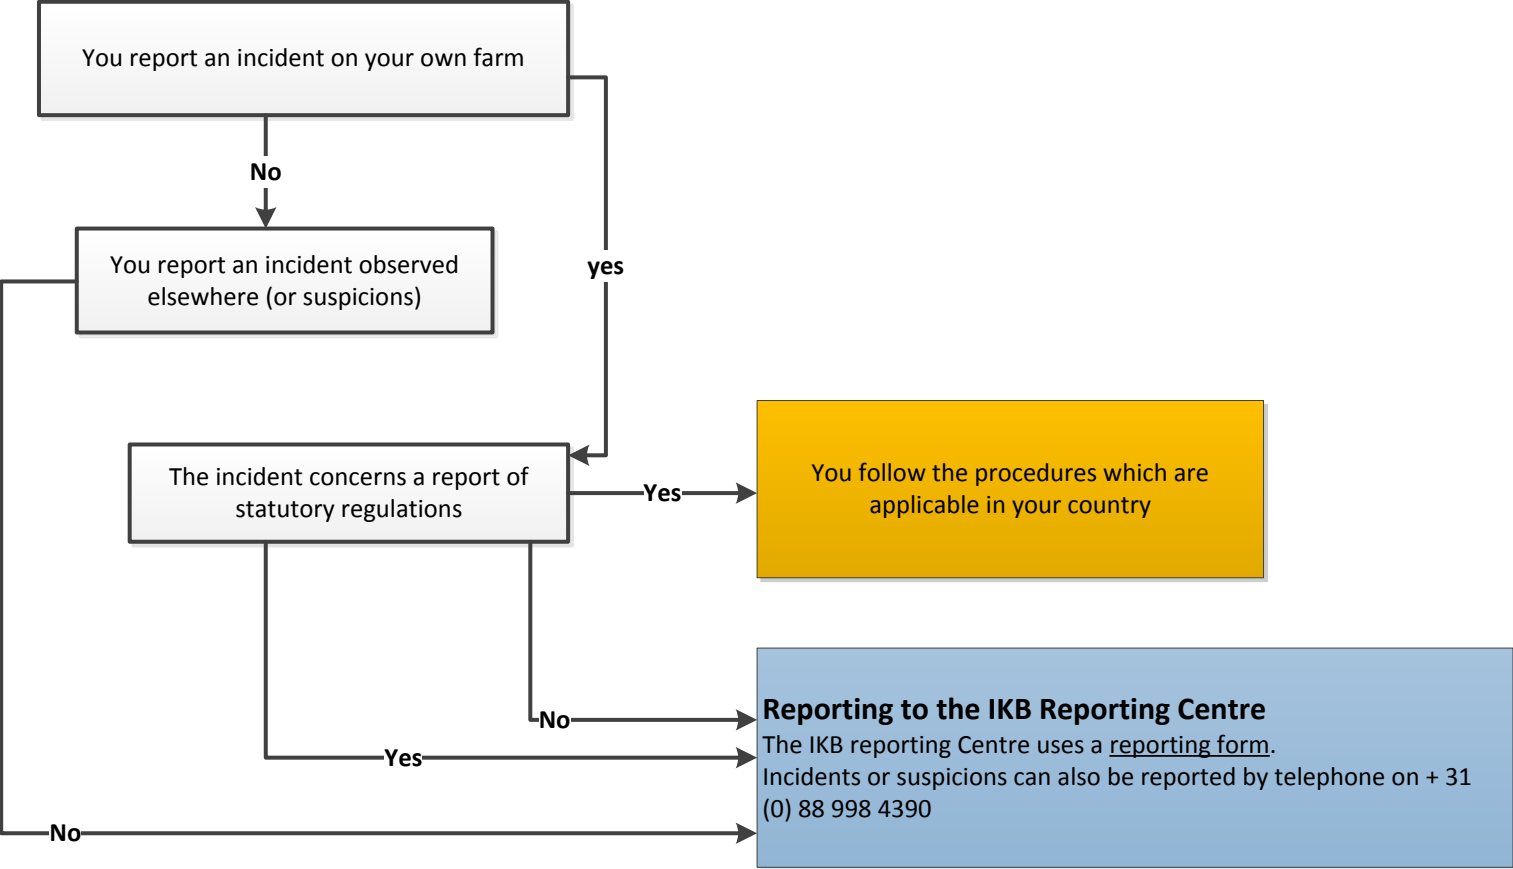 You report an incident on your own farm
No
You report an incident observed
elsewhere (or suspicions)
yes
The incident concerns a report of
statutory regulations
Yes
You follow the procedures which are
applicable in your country
No
Yes
No
Reporting to the IKB Reporting Centre
The IKB reporting Centre uses a reporting form.
Incidents or suspicions can also be reported by telephone on + 31
(0) 88 998 4390